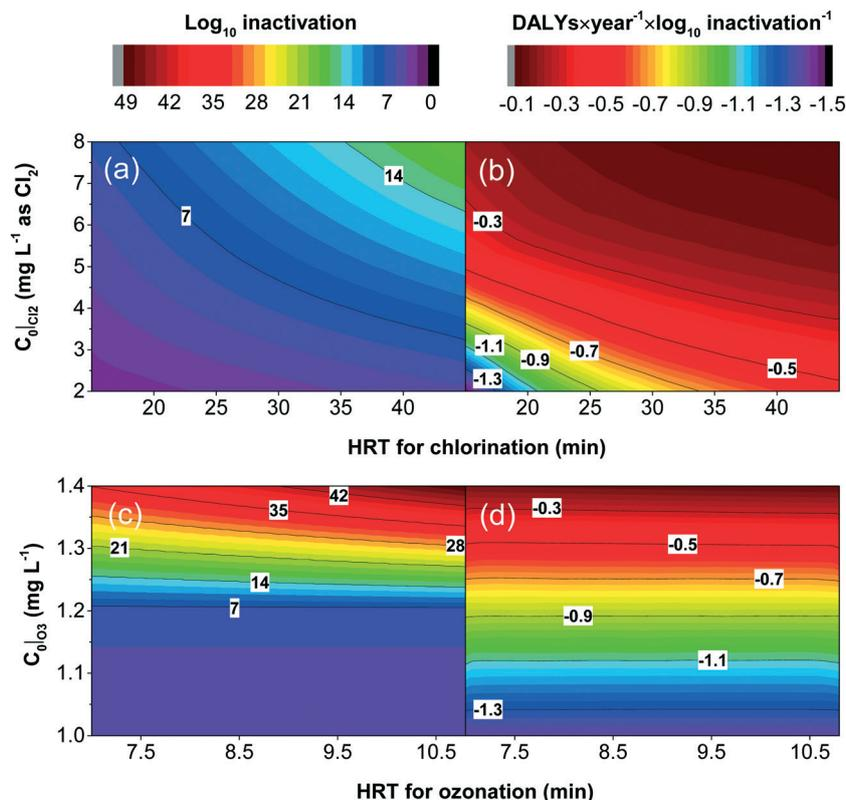 Log₁₀ inactivation
DALYs×year⁻¹×log₁₀ inactivation⁻¹
49 42 35 28 21 14 7 0
-0.1 -0.3 -0.5 -0.7 -0.9 -1.1 -1.3 -1.5
C₀|Cl2 (mg L⁻¹ as Cl₂)
8
7
6
5
4
3
2
(a)
14
7
(b)
-0.3
-1.1
-0.9
-0.7
-0.5
-1.3
20 25 30 35 40
20 25 30 35 40
HRT for chlorination (min)
C₀|O3 (mg L⁻¹)
1.4
1.3
1.2
1.1
1.0
(c)
42
35
21
28
14
7
(d)
-0.3
-0.5
-0.7
-0.9
-1.1
-1.3
7.5 8.5 9.5 10.5
7.5 8.5 9.5 10.5
HRT for ozonation (min)